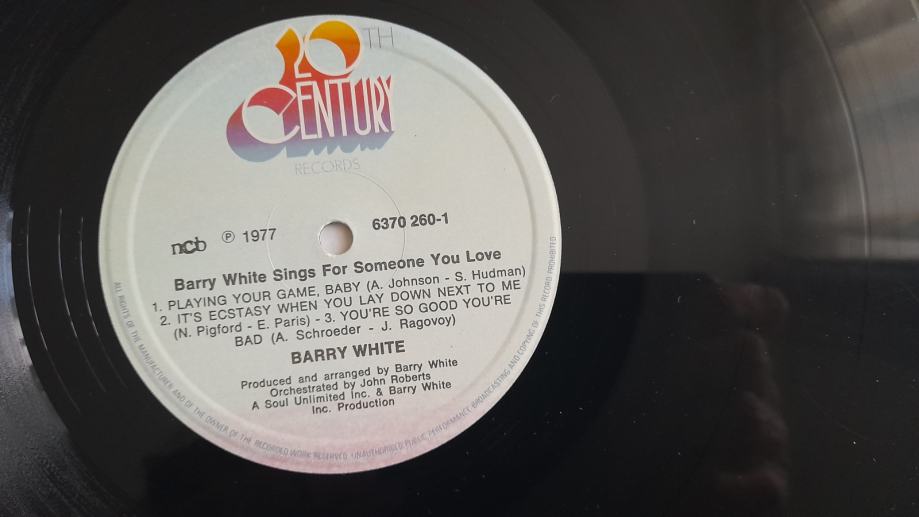 20TH
CENTURY
RECORDS
ncb ℗ 1977
6370 260-1
Barry White Sings For Someone You Love
1. PLAYING YOUR GAME, BABY (A. Johnson - S. Hudman)
2. IT'S ECSTASY WHEN YOU LAY DOWN NEXT TO ME
(N. Pigford - E. Paris) - 3. YOU'RE SO GOOD YOU'RE
BAD (A. Schroeder - J. Ragovoy)
BARRY WHITE
Produced and arranged by Barry White
Orchestrated by John Roberts
A Soul Unlimited Inc. & Barry White
Inc. Production
ALL RIGHTS OF THE MANUFACTURER AND OF THE OWNER OF THE RECORDED WORK RESERVED. UNAUTHORISED PUBLIC PERFORMANCE BROADCASTING AND COPYING OF THIS RECORD PROHIBITED